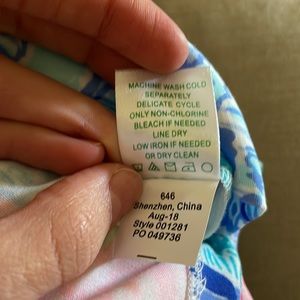 MACHINE WASH COLD
SEPARATELY
DELICATE CYCLE
ONLY NON-CHLORINE
BLEACH IF NEEDED
LINE DRY
LOW IRON IF NEEDED
OR DRY CLEAN
646
Shenzhen, China
Aug-18
Style 001281
PO 049736